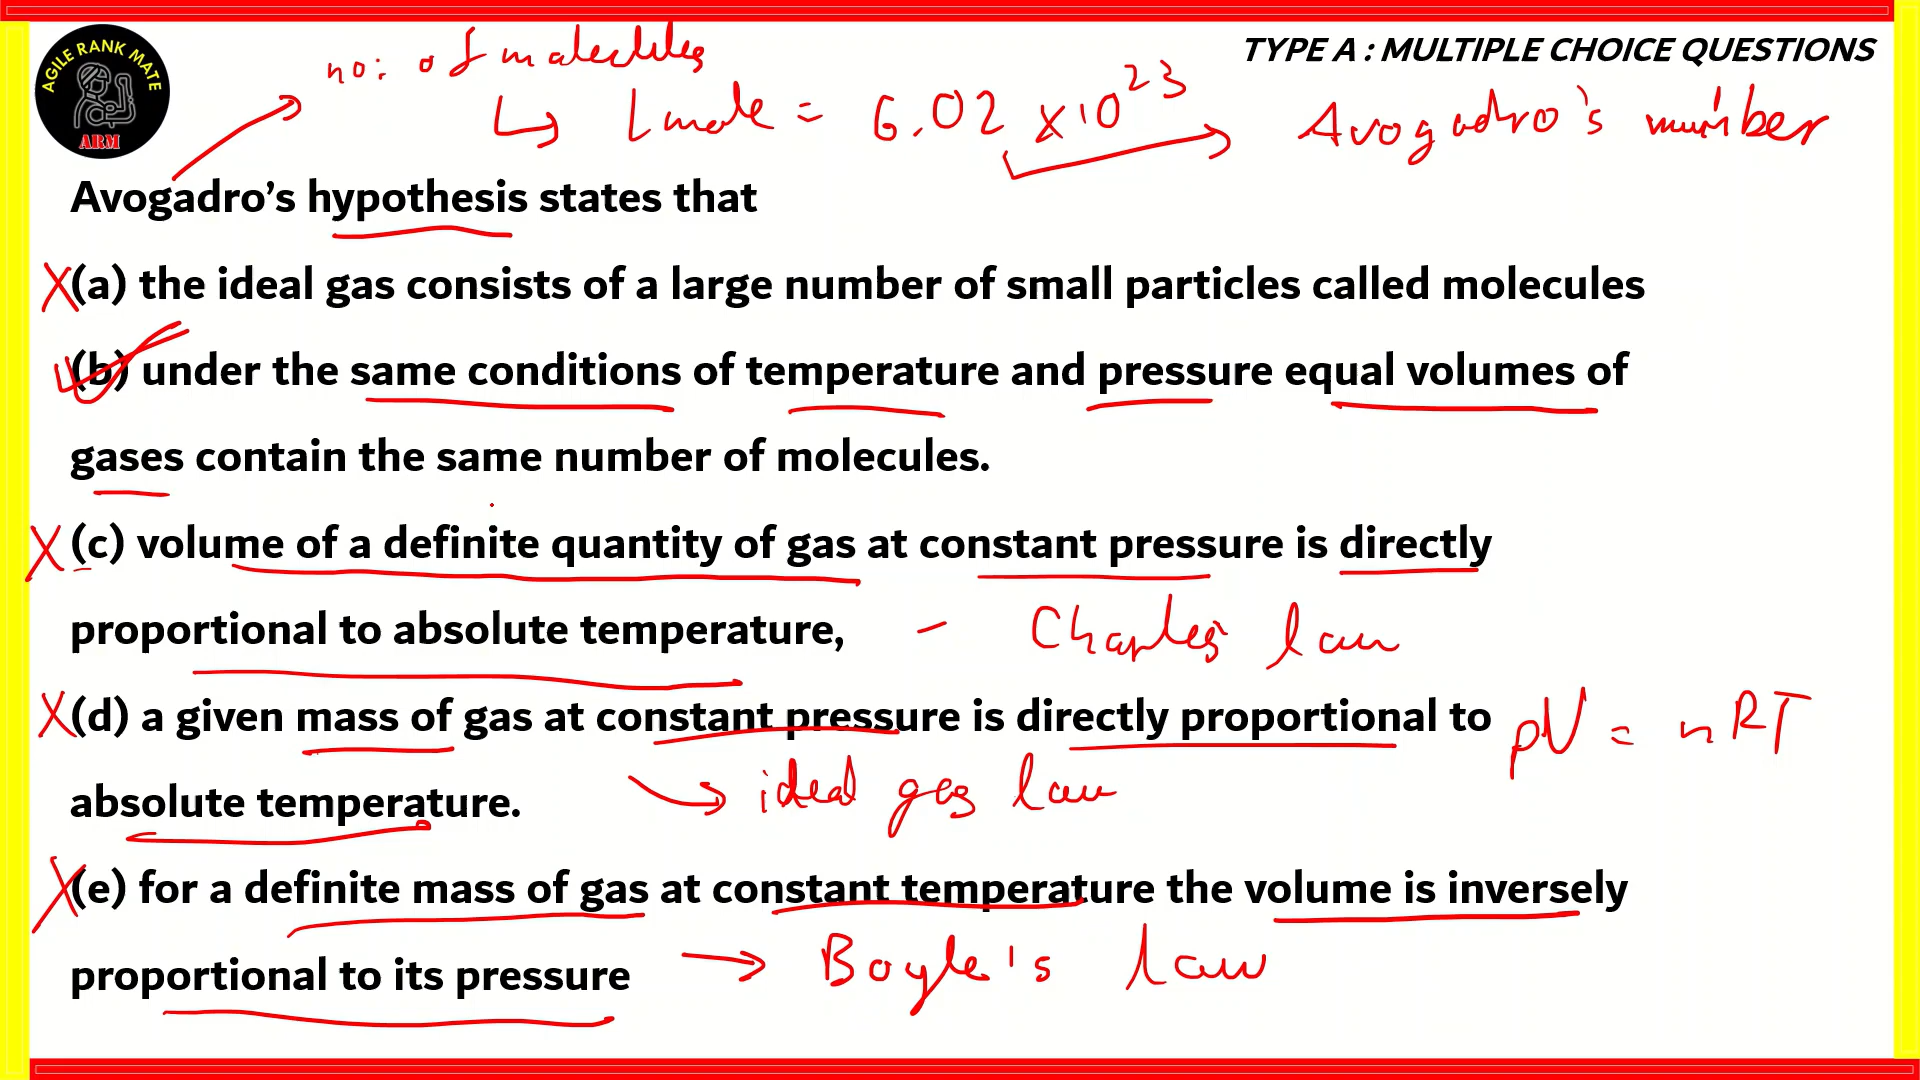 AGILE RANK MATE
ARM
TYPE A : MULTIPLE CHOICE QUESTIONS
no: of molecules
1 mole = 6.02 x10^23
Avogadro's number
Avogadro’s hypothesis states that
(a) the ideal gas consists of a large number of small particles called molecules
(b) under the same conditions of temperature and pressure equal volumes of
gases contain the same number of molecules.
(c) volume of a definite quantity of gas at constant pressure is directly
proportional to absolute temperature,
- Charles law
(d) a given mass of gas at constant pressure is directly proportional to
pV = nRT
absolute temperature.
ideal gas law
(e) for a definite mass of gas at constant temperature the volume is inversely
proportional to its pressure
Boyle's law